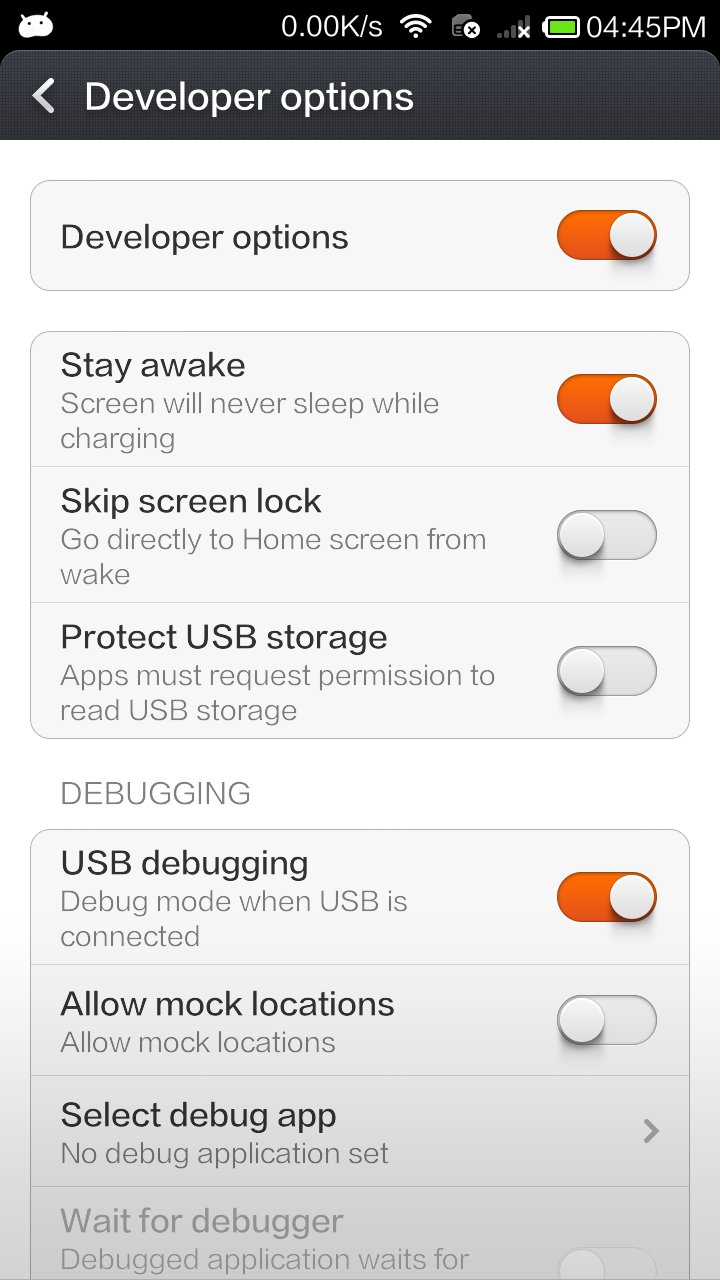 0.00K/s 04:45PM
Developer options
Developer options
Stay awake
Screen will never sleep while
charging
Skip screen lock
Go directly to Home screen from
wake
Protect USB storage
Apps must request permission to
read USB storage
DEBUGGING
USB debugging
Debug mode when USB is
connected
Allow mock locations
Allow mock locations
Select debug app
No debug application set
Wait for debugger
Debugged application waits for